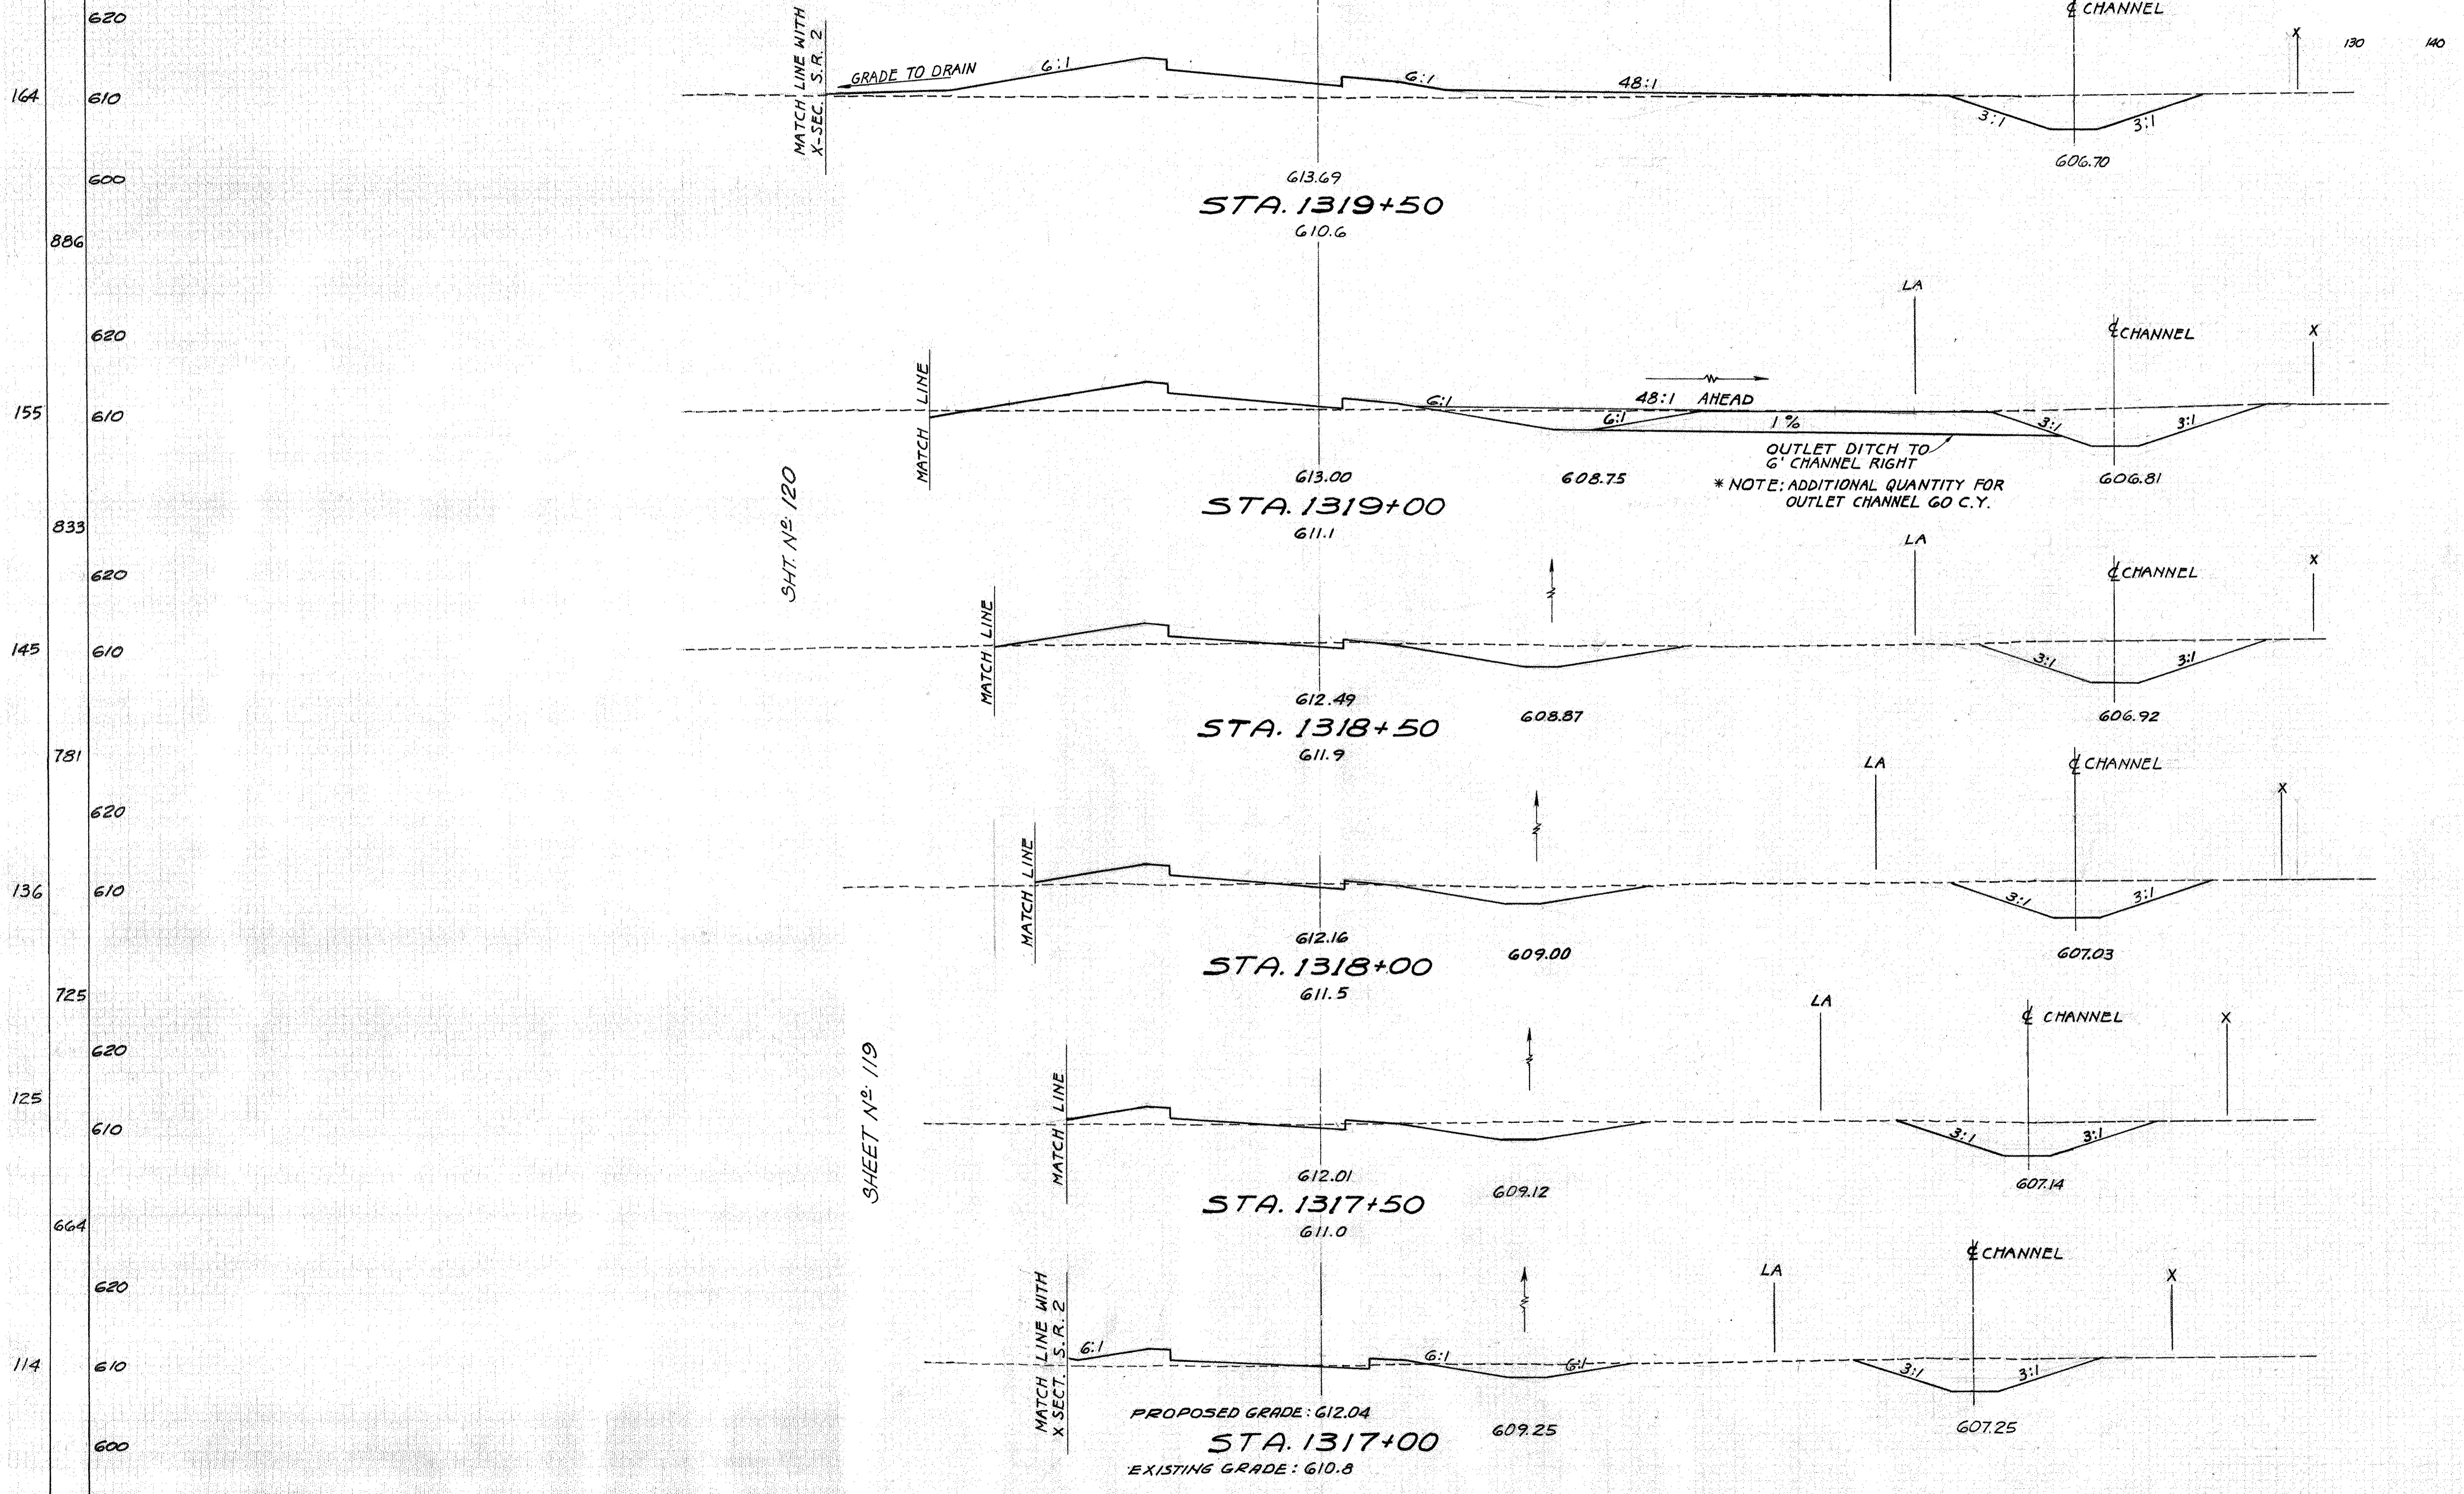 620
℄ CHANNEL
X
130 140
MATCH LINE WITH
X-SEC. S.R. 2
GRADE TO DRAIN
6:1
6:1
48:1
3:1
3:1
164
610
606.70
600
613.69
STA. 1319+50
610.6
886
LA
620
℄ CHANNEL
X
MATCH LINE
155
610
6:1
48:1 AHEAD
6:1
1%
3:1
3:1
OUTLET DITCH TO
6' CHANNEL RIGHT
* NOTE: ADDITIONAL QUANTITY FOR
OUTLET CHANNEL 60 C.Y.
613.00
608.75
606.81
STA. 1319+00
611.1
SHT. Nº 120
833
LA
620
℄ CHANNEL
X
MATCH LINE
145
610
3:1
3:1
612.49
608.87
606.92
STA. 1318+50
611.9
781
LA
℄ CHANNEL
X
620
MATCH LINE
136
610
3:1
3:1
612.16
609.00
607.03
STA. 1318+00
611.5
725
LA
℄ CHANNEL
X
620
SHEET Nº 119
MATCH LINE
125
610
3:1
3:1
612.01
609.12
607.14
STA. 1317+50
611.0
664
℄ CHANNEL
LA
X
620
MATCH LINE WITH
X SECT. S.R. 2
6:1
6:1
6:1
3:1
3:1
114
610
PROPOSED GRADE: 612.04
609.25
607.25
STA. 1317+00
600
EXISTING GRADE: 610.8